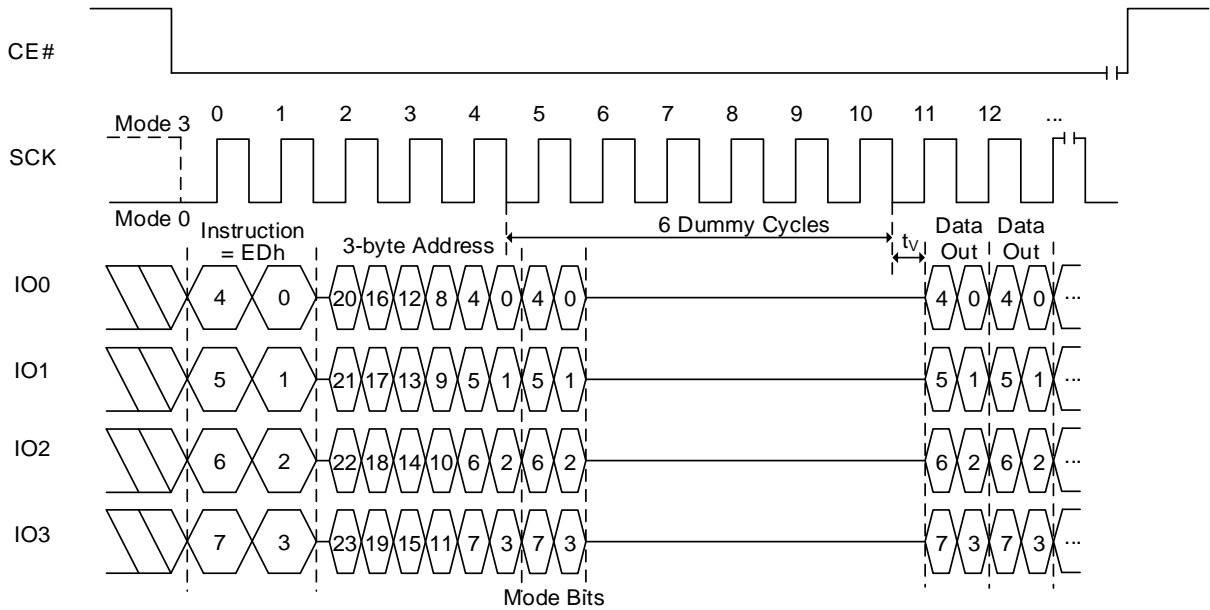 CE#
0 1 2 3 4 5 6 7 8 9 10 11 12 ...
Mode 3
SCK
Mode 0
Instruction
= EDh
3-byte Address
6 Dummy Cycles
tV
Data
Out
Data
Out
IO0 4 0 20 16 12 8 4 0 4 0 4 0 4 0 ...
IO1 5 1 21 17 13 9 5 1 5 1 5 1 5 1 ...
IO2 6 2 22 18 14 10 6 2 6 2 6 2 6 2 ...
IO3 7 3 23 19 15 11 7 3 7 3 7 3 7 3 ...
Mode Bits